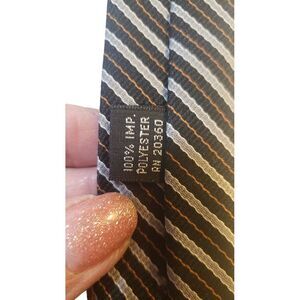 100% IMP.
POLYESTER
RN 20360